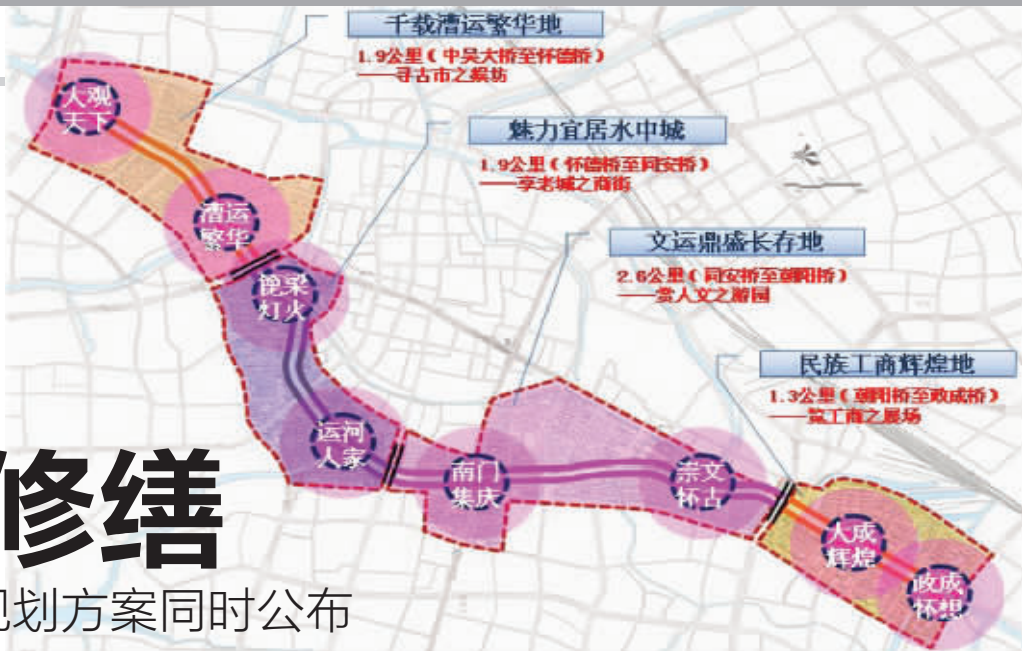 千载漕运繁华地
1.9公里(中吴大桥至怀德桥)
——寻古市之娱坊
魅力宜居水中城
1.9公里(怀德桥至同安桥)
——享老城之商街
文运鼎盛长存地
2.6公里(同安桥至朝阳桥)
——赏人文之游园
民族工商辉煌地
1.3公里(朝阳桥至政成桥)
——览工商之展场
大观
天下
漕运
繁华
篦梁
灯火
运河
人家
南门
集庆
崇文
怀古
大成
辉煌
政成
怀想
修缮
规划方案同时公布